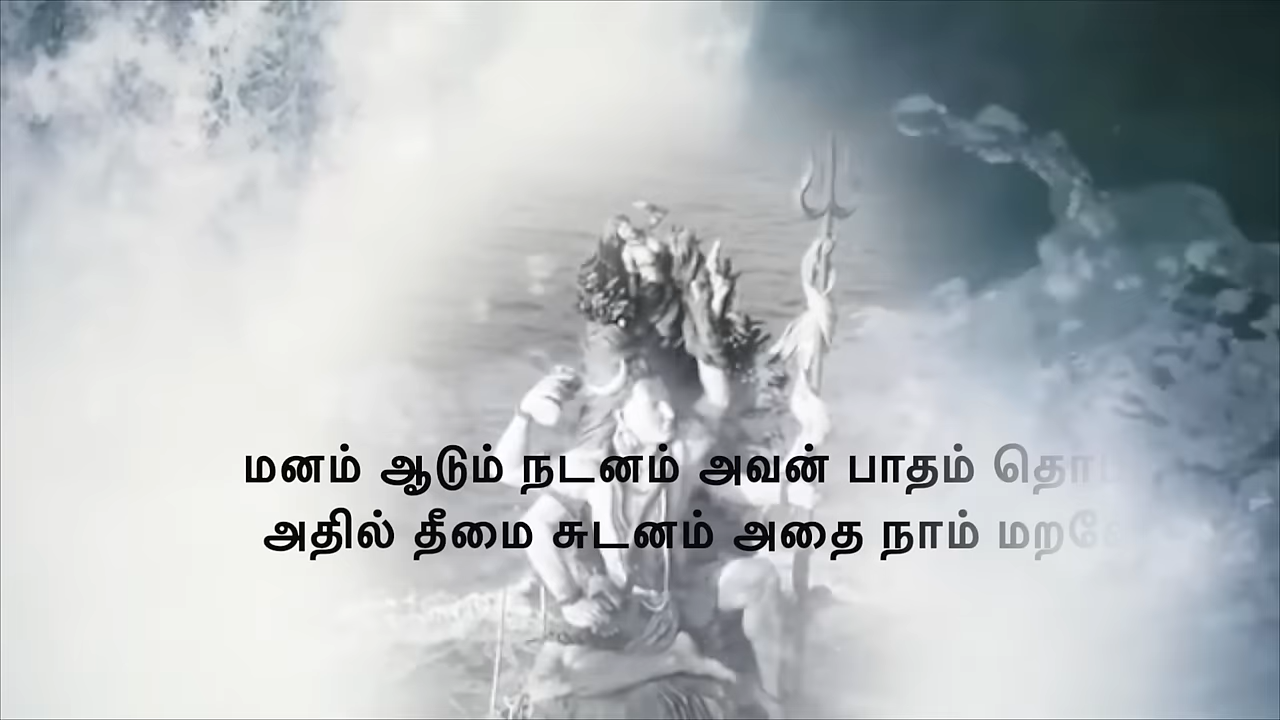 மனம் ஆடும் நடனம் அவன் பாதம்
அதில் தீமை சுடனம் அதை நாம்